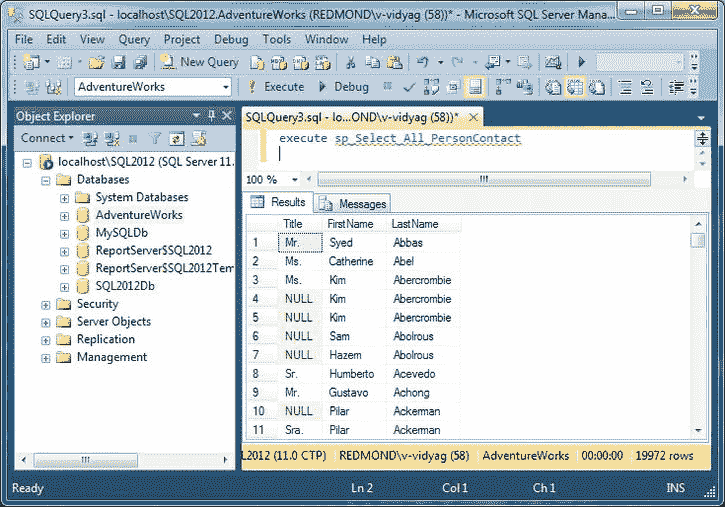 SQLQuery3.sql - localhost\SQL2012.AdventureWorks (REDMOND\v-vidyag (58))* - Microsoft SQL Server Mana...
File Edit View Query Project Debug Tools Window Help
New Query
AdventureWorks Execute Debug
Object Explorer
Connect
localhost\SQL2012 (SQL Server 11.
Databases
System Databases
AdventureWorks
MySQLDb
ReportServer$SQL2012
ReportServer$SQL2012Tem
SQL2012Db
Security
Server Objects
Replication
Management
SQLQuery3.sql - lo...OND\v-vidyag (58))*
execute sp_Select_All_PersonContact
100 %
Results Messages
Title FirstName LastName
1 Mr. Syed Abbas
2 Ms. Catherine Abel
3 Ms. Kim Abercrombie
4 NULL Kim Abercrombie
5 NULL Kim Abercrombie
6 NULL Sam Abolrous
7 NULL Hazem Abolrous
8 Sr. Humberto Acevedo
9 Mr. Gustavo Achong
10 NULL Pilar Ackerman
11 Sra. Pilar Ackerman
L2012 (11.0 CTP) REDMOND\v-vidyag (58) AdventureWorks 00:00:00 19972 rows
Ready Ln 2 Col 1 Ch 1 INS